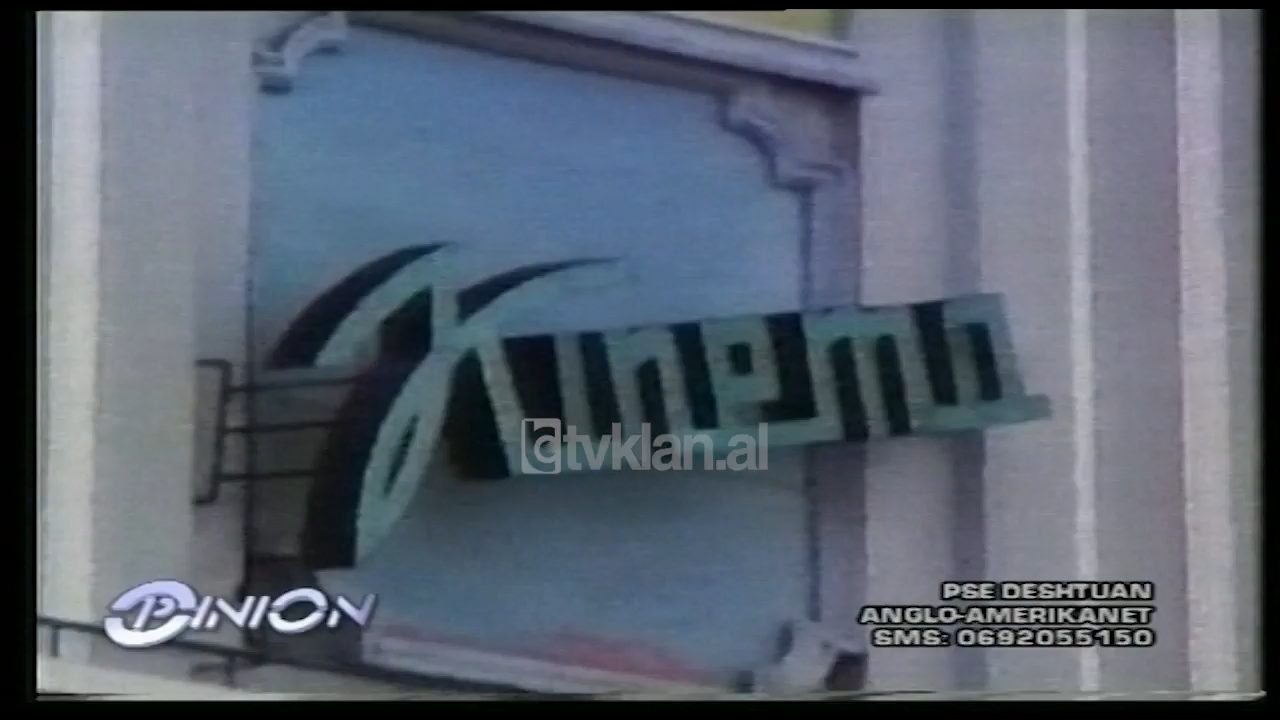 Kinema
tvklan.al
OPINION
PSE DESHTUAN
ANGLO-AMERIKANET
SMS: 0692055150